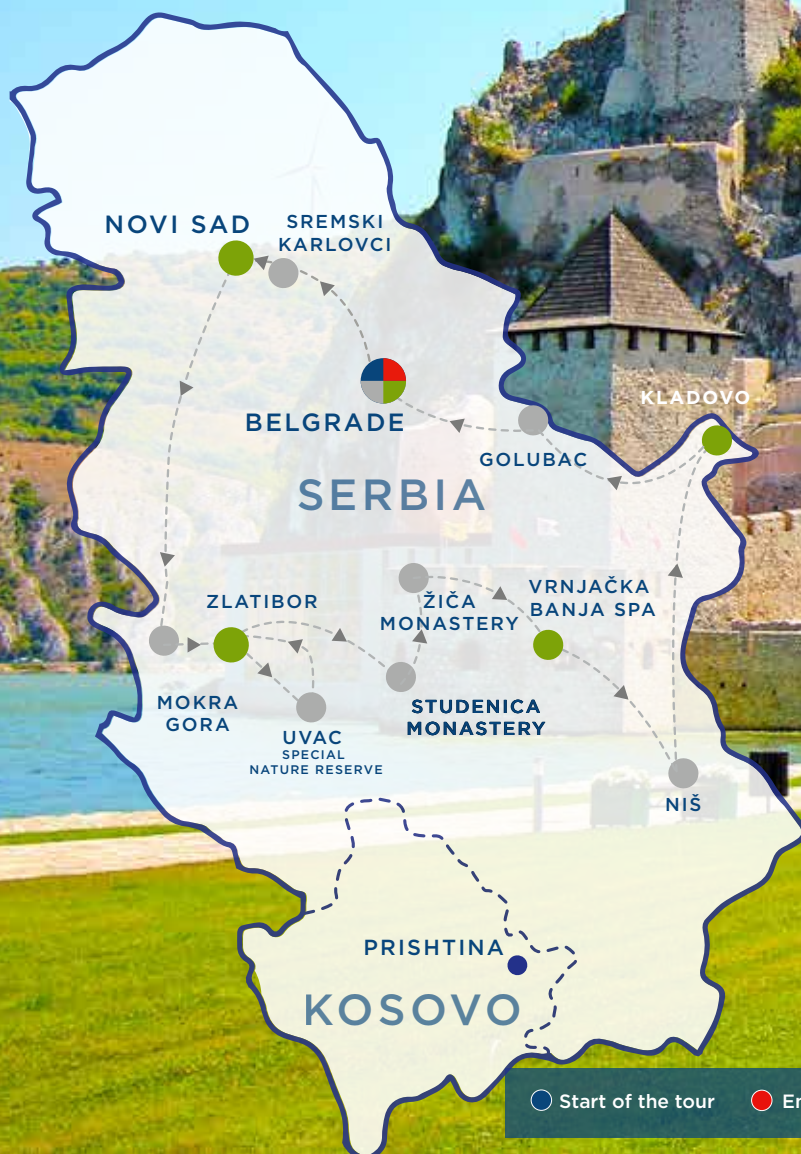 NOVI SAD
SREMSKI
KARLOVCI
BELGRADE
KLADOVO
GOLUBAC
SERBIA
ZLATIBOR
ŽIČA
MONASTERY
VRNJAČKA
BANJA SPA
MOKRA
GORA
STUDENICA
MONASTERY
UVAC
SPECIAL
NATURE RESERVE
NIŠ
PRISHTINA
KOSOVO
Start of the tour